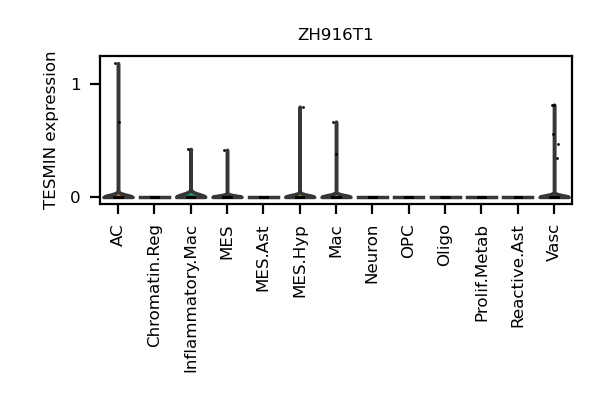 ZH916T1
TESMIN expression
1
0
AC
Chromatin.Reg
Inflammatory.Mac
MES
MES.Ast
MES.Hyp
Mac
Neuron
OPC
Oligo
Prolif.Metab
Reactive.Ast
Vasc